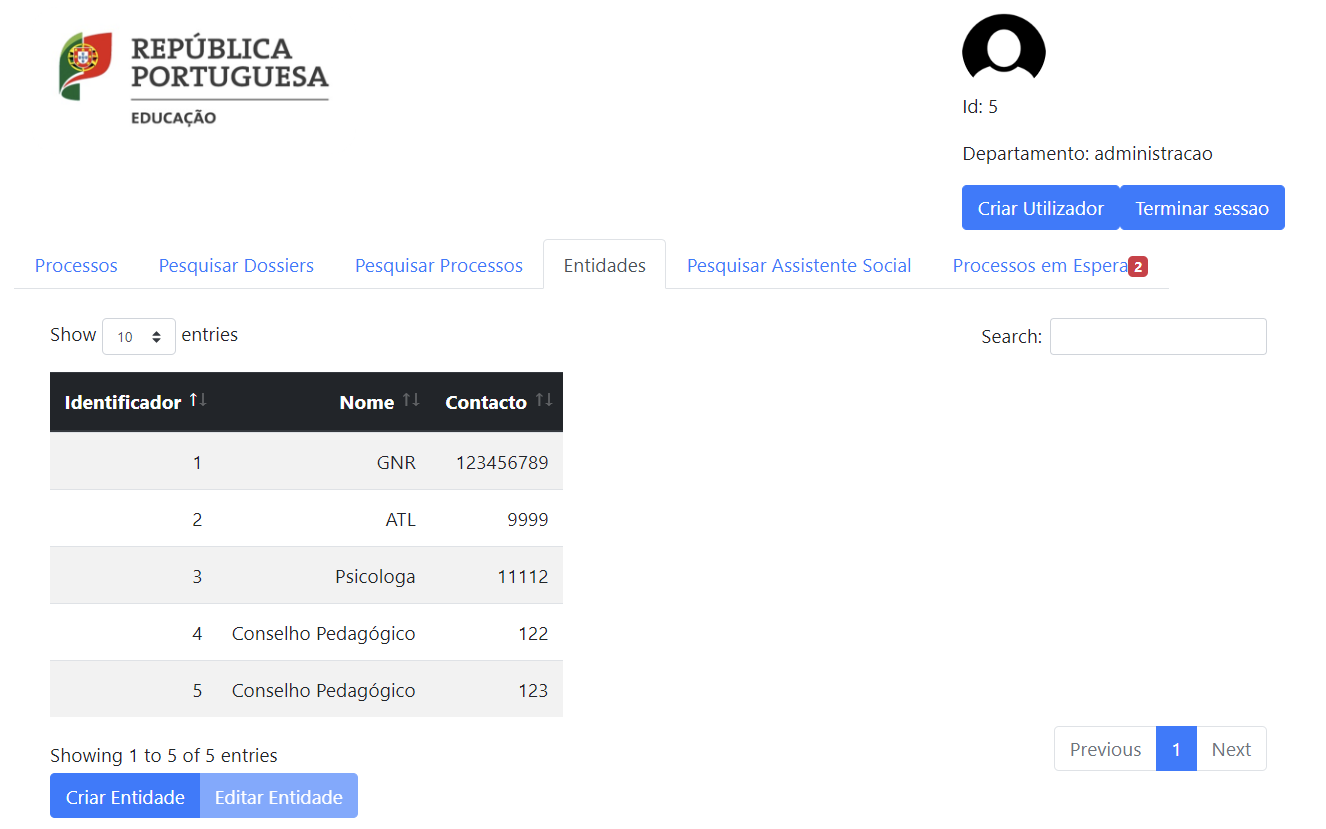 REPÚBLICA
PORTUGUESA
EDUCAÇÃO
Id: 5
Departamento: administracao
Criar Utilizador Terminar sessao
Processos Pesquisar Dossiers Pesquisar Processos Entidades Pesquisar Assistente Social Processos em Espera 2
Show 10 entries Search:
Identificador Nome Contacto
1 GNR 123456789
2 ATL 9999
3 Psicologa 11112
4 Conselho Pedagógico 122
5 Conselho Pedagógico 123
Showing 1 to 5 of 5 entries
Previous 1 Next
Criar Entidade Editar Entidade